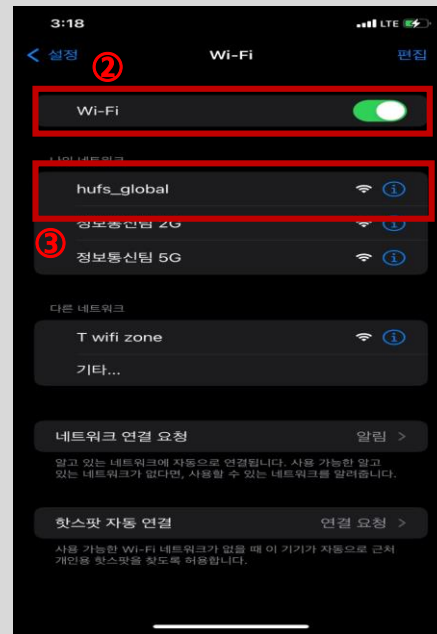 3:18 LTE
설정 Wi-Fi 편집
②
Wi-Fi
나의 네트워크
hufs_global
정보통신팀 2G
③
정보통신팀 5G
다른 네트워크
T wifi zone
기타...
네트워크 연결 요청 알림 >
알고 있는 네트워크에 자동으로 연결됩니다. 사용 가능한 알고
있는 네트워크가 없다면, 사용할 수 있는 네트워크를 알려줍니다.
핫스팟 자동 연결 연결 요청 >
사용 가능한 Wi-Fi 네트워크가 없을 때 이 기기가 자동으로 근처
개인용 핫스팟을 찾도록 허용합니다.